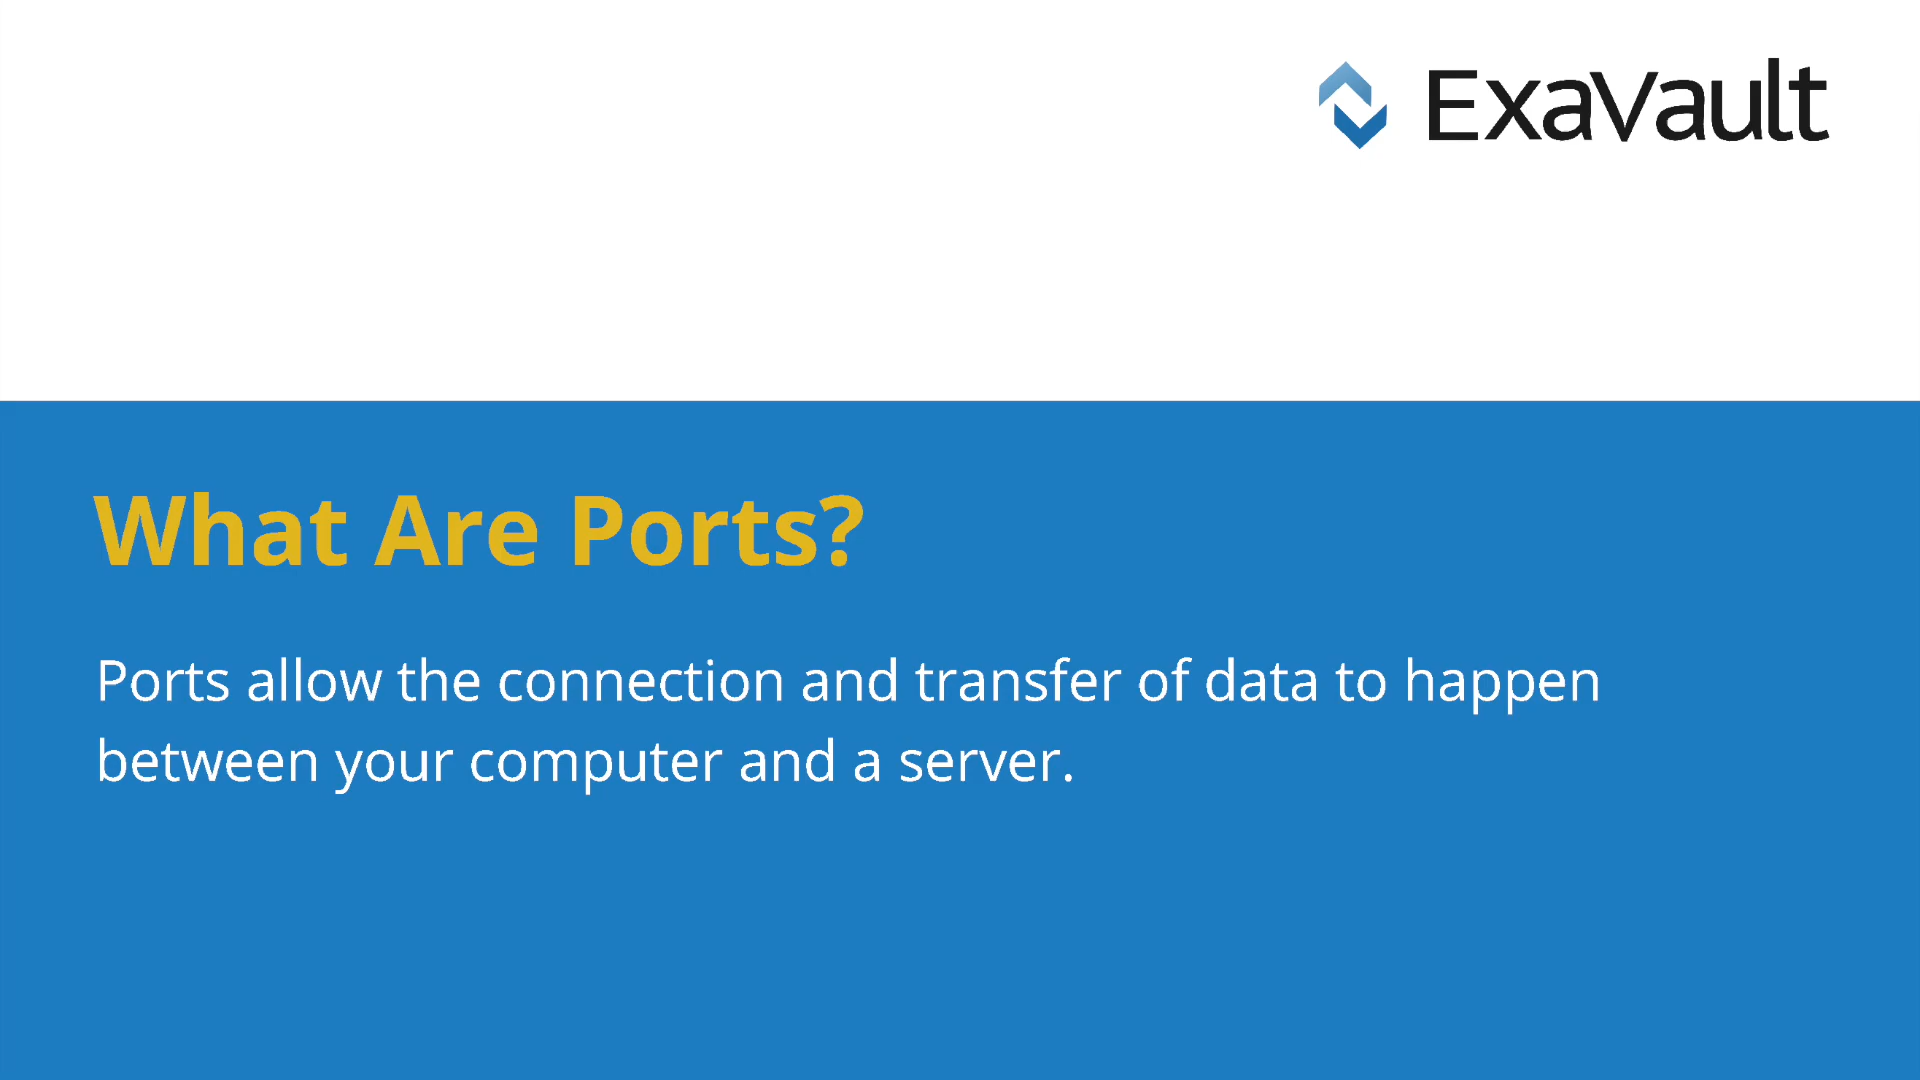 ExaVault
What Are Ports?
Ports allow the connection and transfer of data to happen
between your computer and a server.